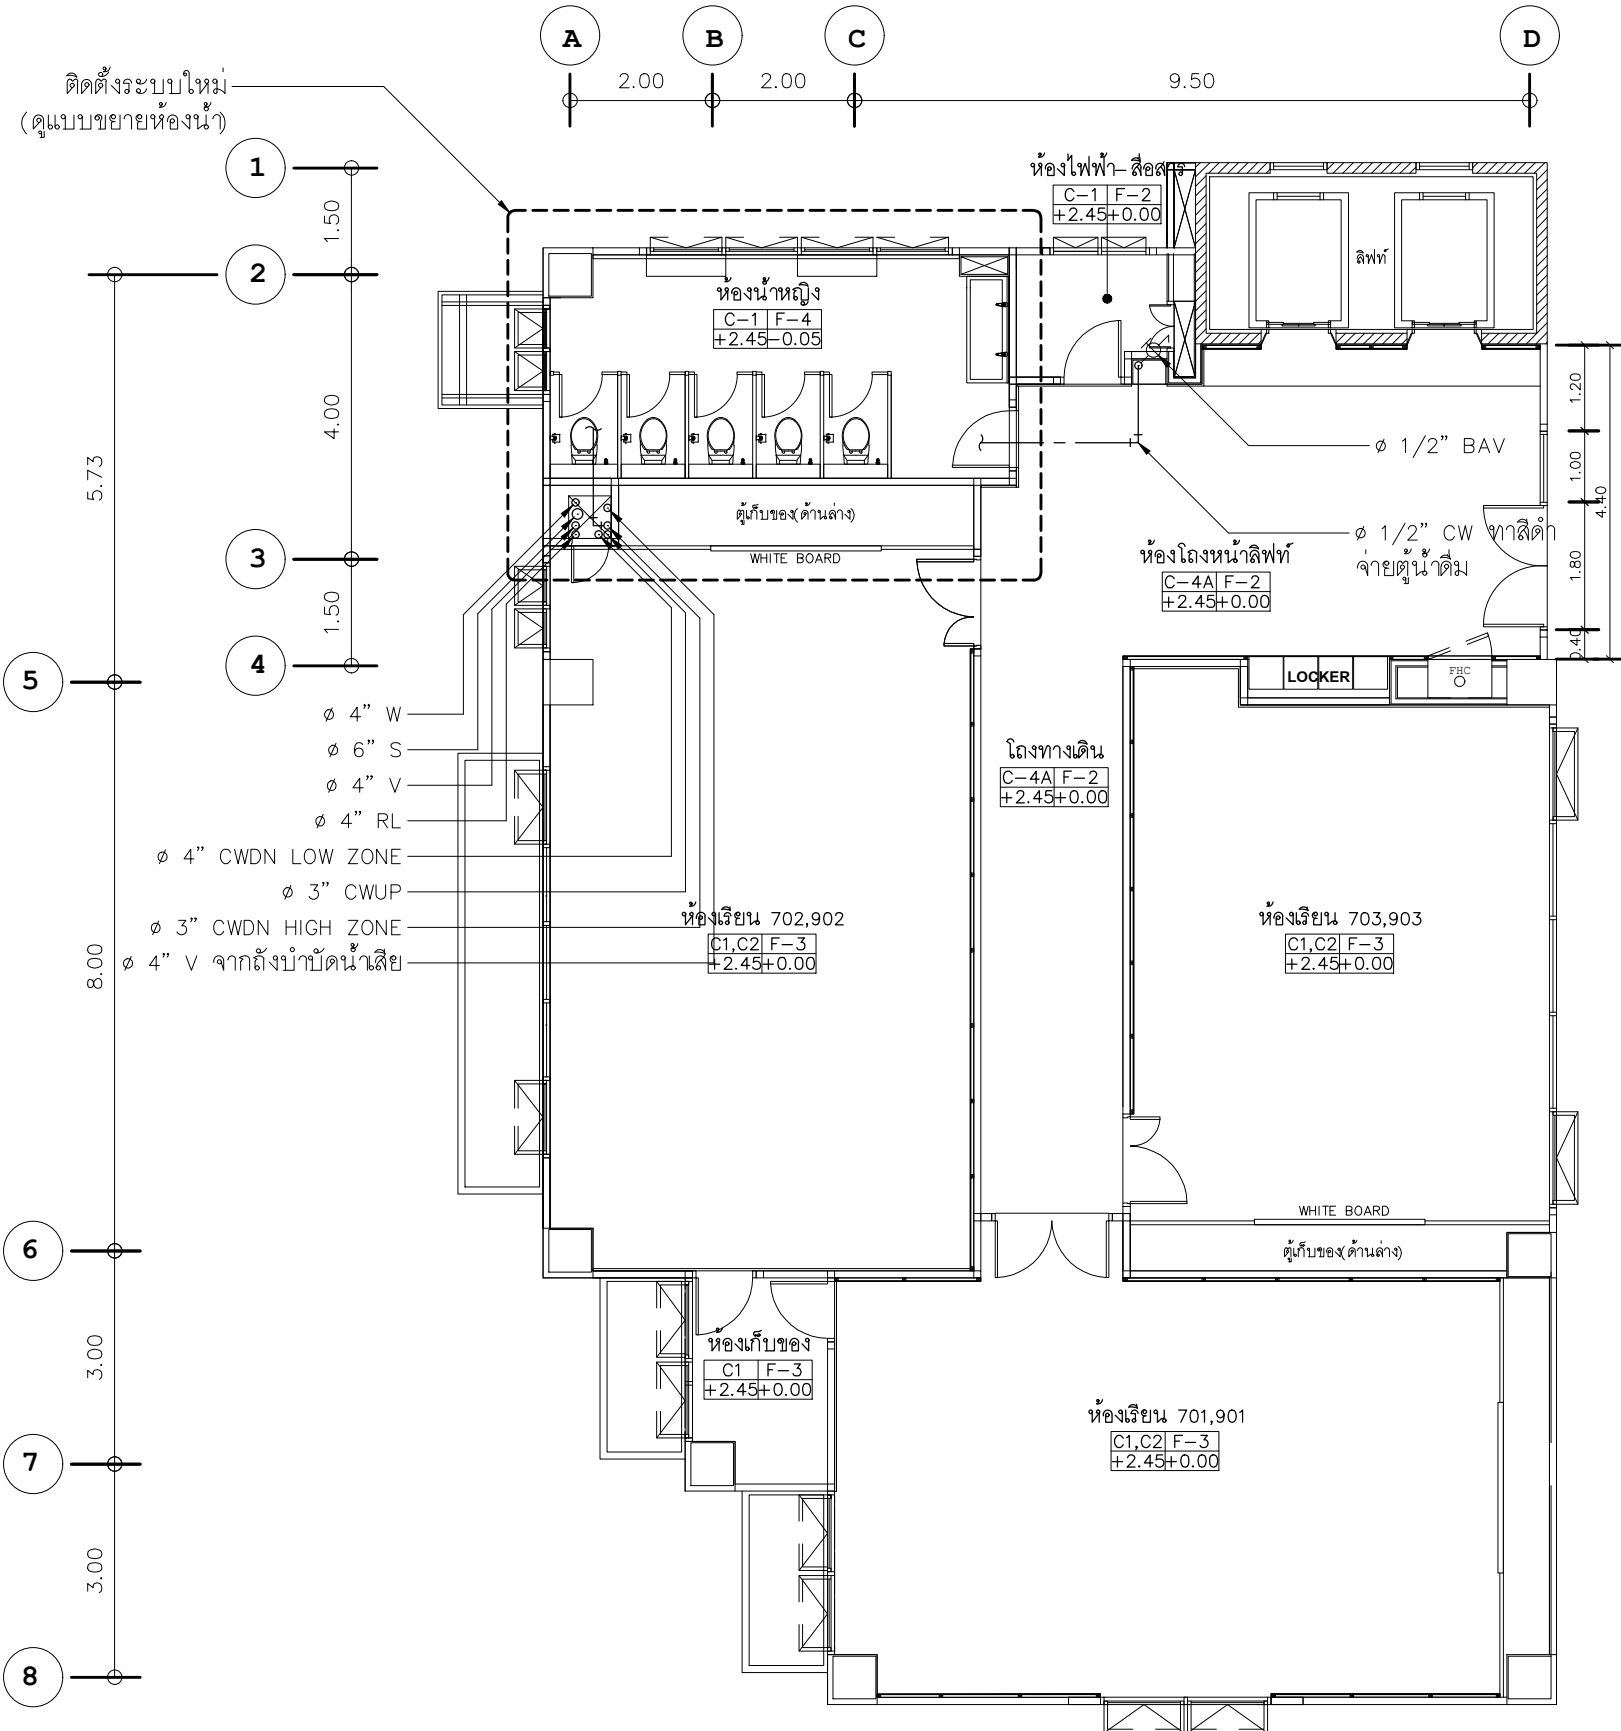 A
B
C
D
2.00
2.00
9.50
ติดตั้งระบบใหม่
(ดูแบบขยายห้องน้ำ)
1
1.50
2
4.00
3
1.50
4
5.73
5
8.00
6
3.00
7
3.00
8
ห้องไฟฟ้า-สื่อสาร
C-1 F-2
+2.45 +0.00
ลิฟท์
ห้องน้ำหญิง
C-1 F-4
+2.45 -0.05
1.20
1.00
4.40
1.80
0.40
ø 1/2" BAV
ø 1/2" CW ทาสีดำ
จ่ายตู้น้ำดื่ม
ตู้เก็บของ(ด้านล่าง)
WHITE BOARD
ห้องโถงหน้าลิฟท์
C-4A F-2
+2.45 +0.00
LOCKER
FHC
ø 4" W
ø 6" S
ø 4" V
ø 4" RL
ø 4" CWDN LOW ZONE
ø 3" CWUP
ø 3" CWDN HIGH ZONE
ø 4" V จากถังบำบัดน้ำเสีย
โถงทางเดิน
C-4A F-2
+2.45 +0.00
ห้องเรียน 702,902
C1,C2 F-3
+2.45 +0.00
ห้องเรียน 703,903
C1,C2 F-3
+2.45 +0.00
WHITE BOARD
ตู้เก็บของ(ด้านล่าง)
ห้องเก็บของ
C1 F-3
+2.45 +0.00
ห้องเรียน 701,901
C1,C2 F-3
+2.45 +0.00